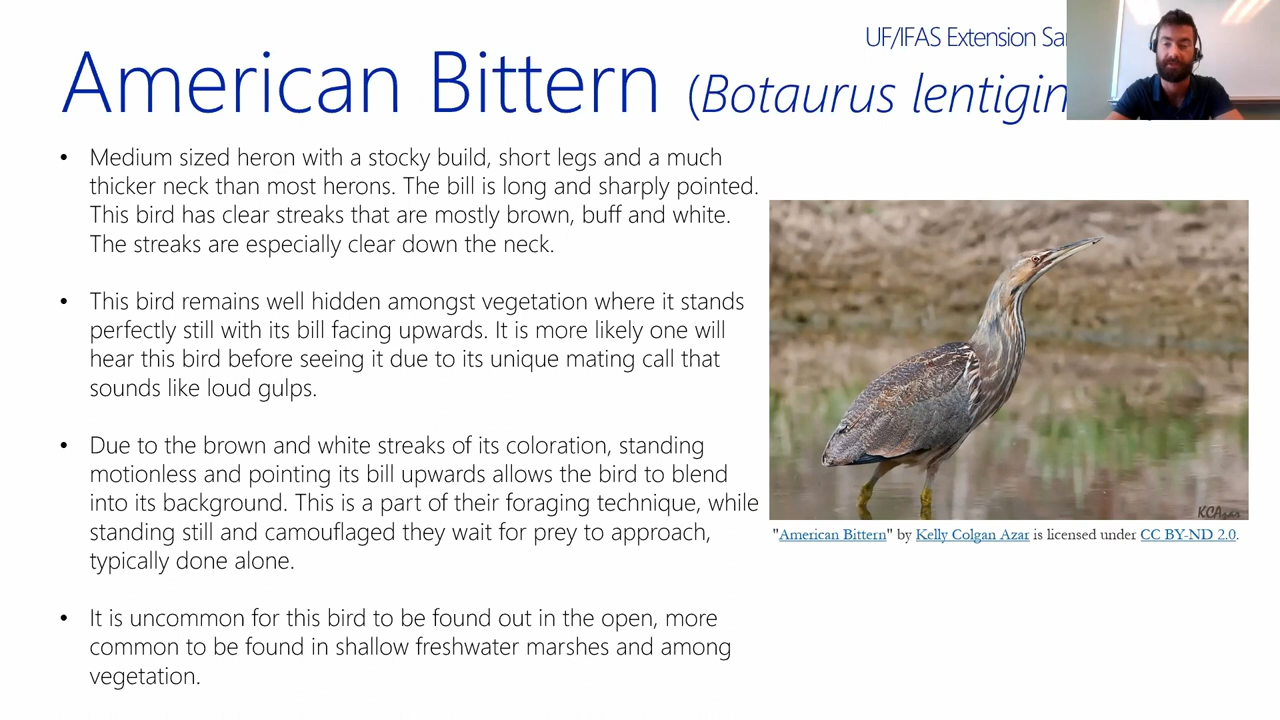 UF/IFAS Extension
American Bittern (Botaurus
• Medium sized heron with a stocky build, short legs and a much
thicker neck than most herons. The bill is long and sharply pointed.
This bird has clear streaks that are mostly brown, buff and white.
The streaks are especially clear down the neck.
• This bird remains well hidden amongst vegetation where it stands
perfectly still with its bill facing upwards. It is more likely one will
hear this bird before seeing it due to its unique mating call that
sounds like loud gulps.
• Due to the brown and white streaks of its coloration, standing
motionless and pointing its bill upwards allows the bird to blend
into its background. This is a part of their foraging technique, while
standing still and camouflaged they wait for prey to approach,
typically done alone.
• It is uncommon for this bird to be found out in the open, more
common to be found in shallow freshwater marshes and among
vegetation.
KCAzar
"American Bittern" by Kelly Colgan Azar is licensed under CC BY-ND 2.0.